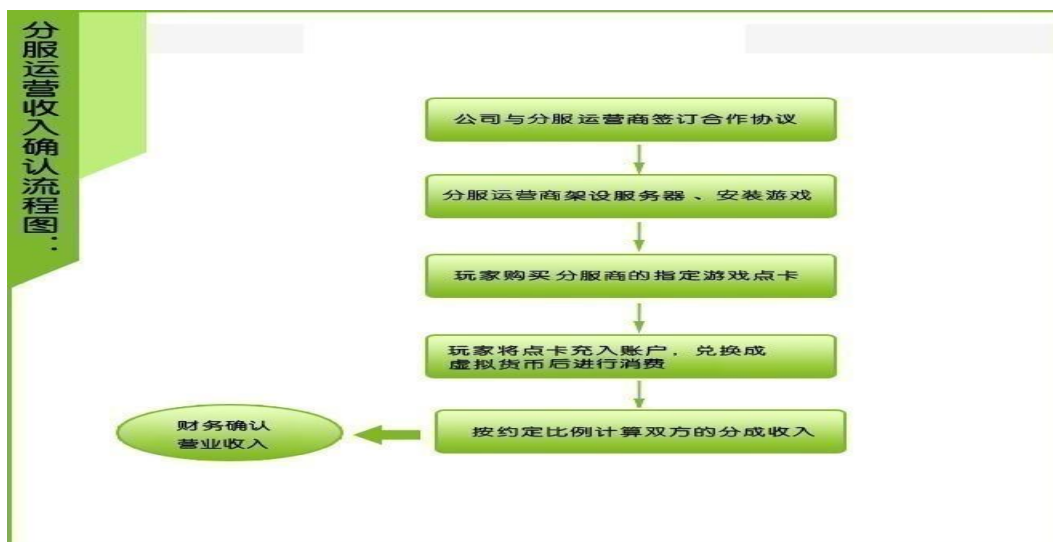 分服运营收入确认流程图：
公司与分服运营商签订合作协议
分服运营商架设服务器、安装游戏
玩家购买分服商的指定游戏点卡
玩家将点卡充入账户，兑换成
虚拟货币后进行消费
按约定比例计算双方的分成收入
财务确认
营业收入